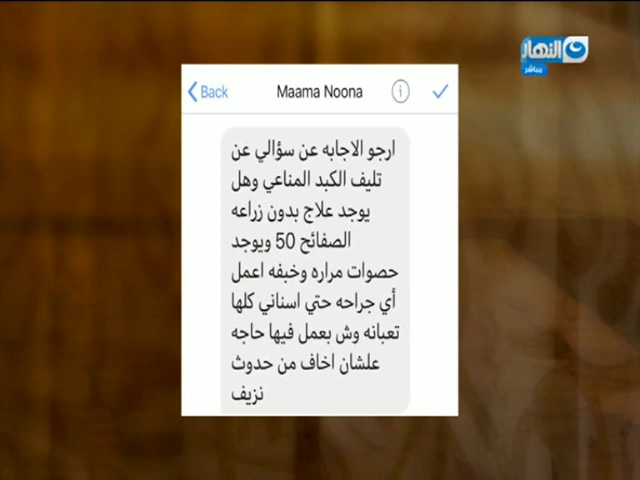 النهار
مباشر
Back
Maama Noona
ارجو الاجابه عن سؤالي عن
تليف الكبد المناعي وهل
يوجد علاج بدون زراعه
الصفائح 50 ويوجد
حصوات مراره وخبفه اعمل
أي جراحه حتي اسناني كلها
تعبانه وش بعمل فيها حاجه
علشان اخاف من حدوث
نزيف